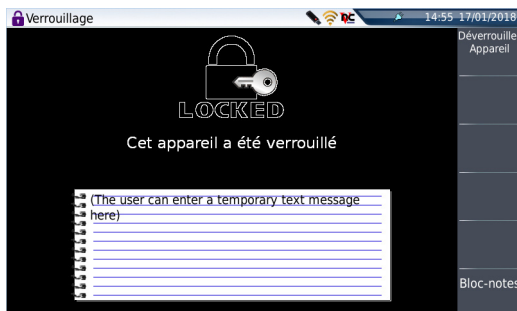 Verrouillage
14:55 17/01/2018
Déverrouille
Appareil
LOCKED
Cet appareil a été verrouillé
(The user can enter a temporary text message
here)
Bloc-notes